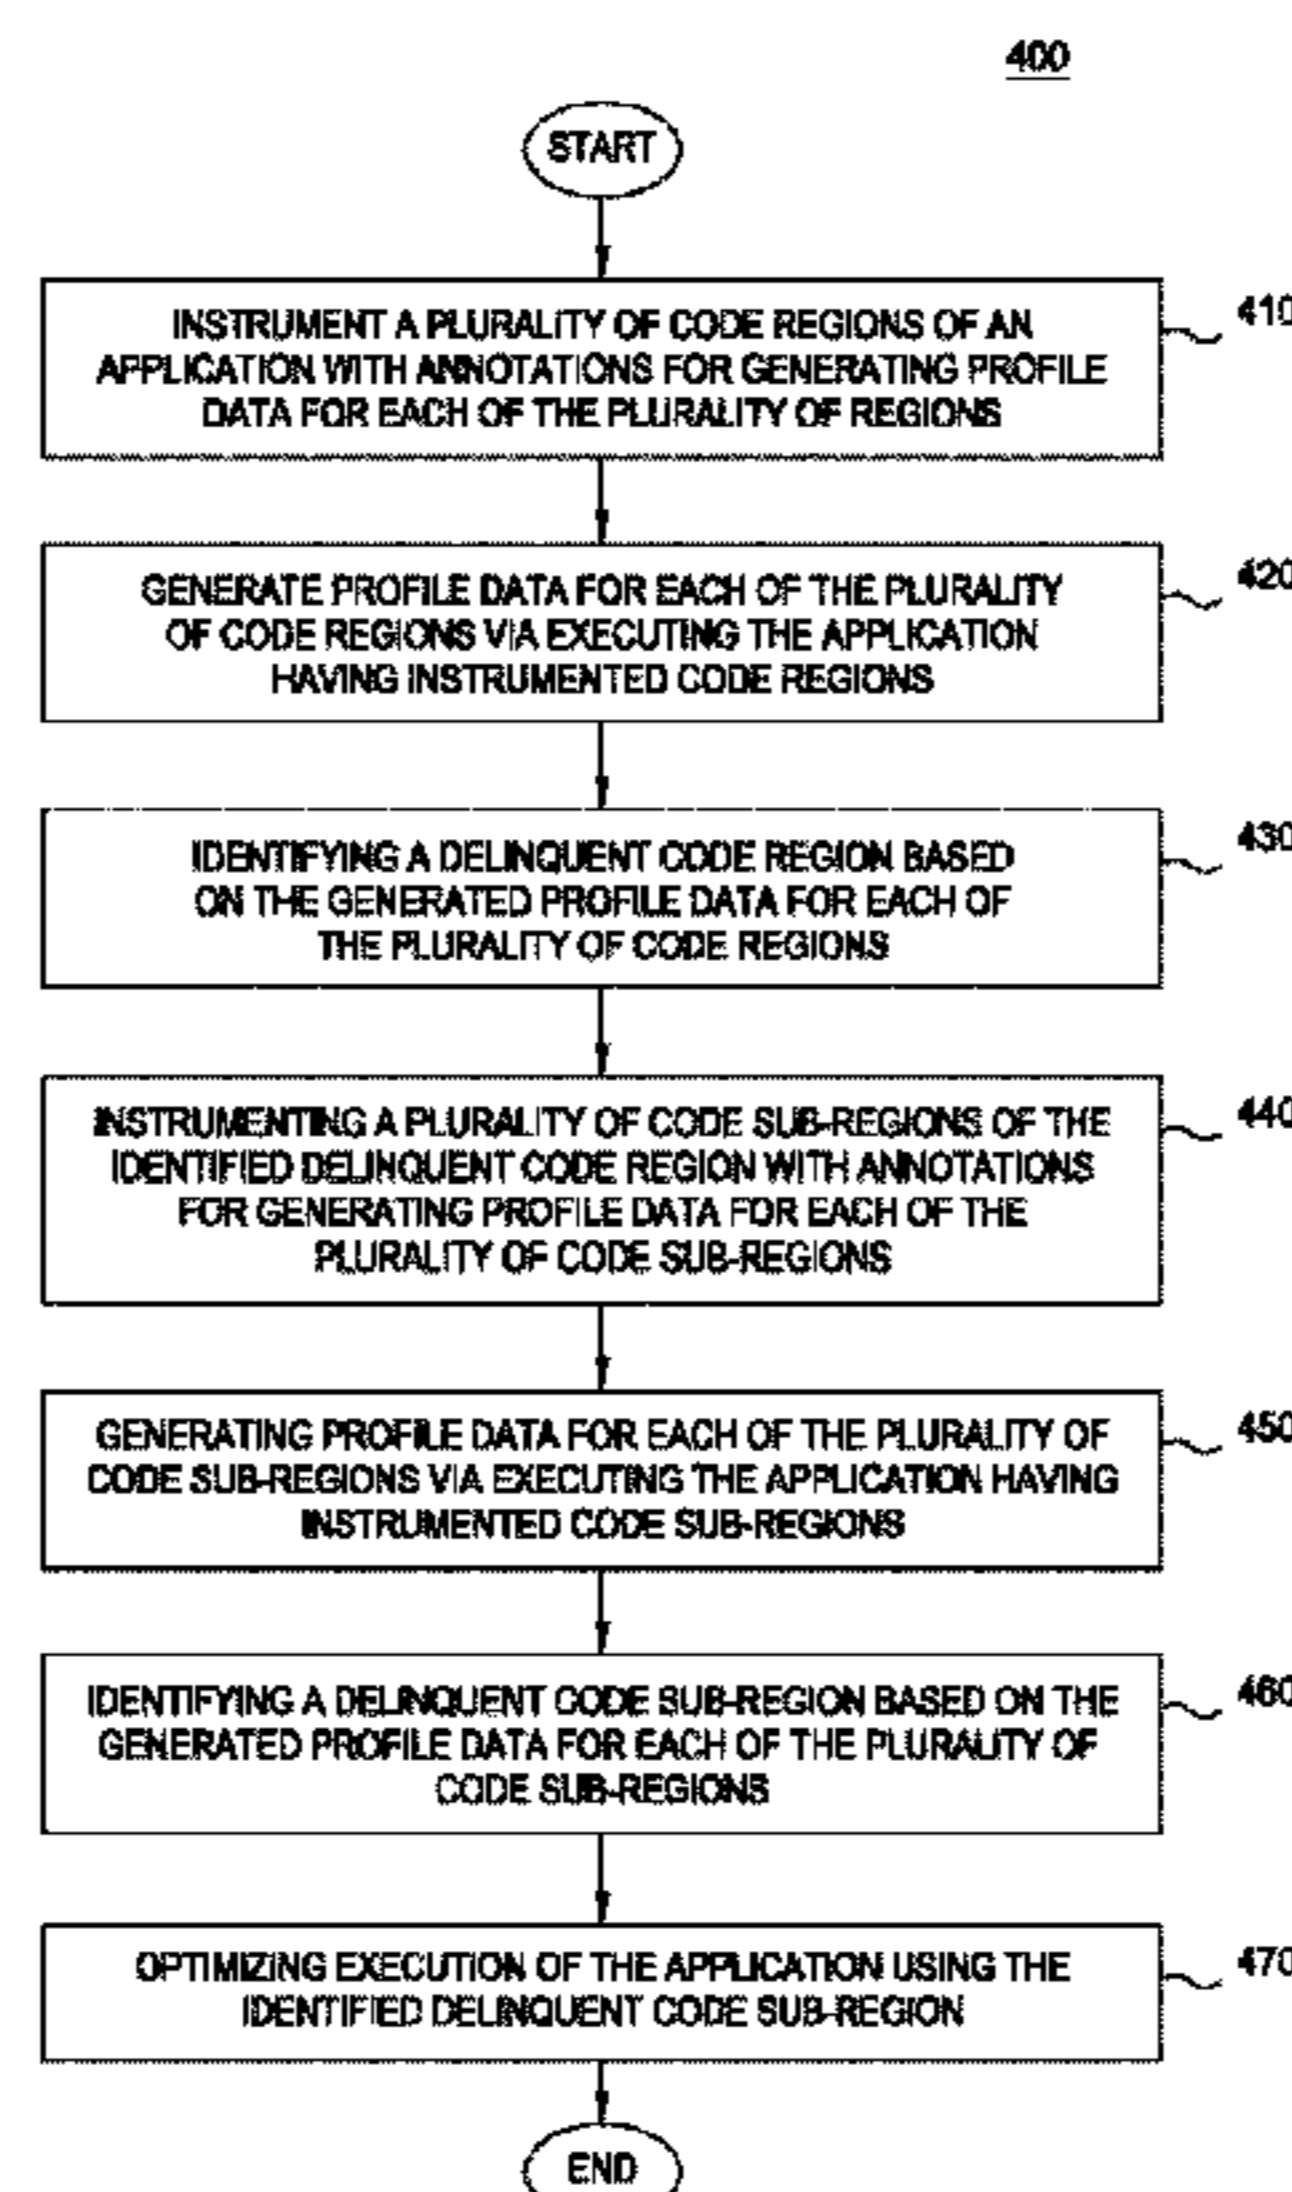 400
START
INSTRUMENT A PLURALITY OF CODE REGIONS OF AN
APPLICATION WITH ANNOTATIONS FOR GENERATING PROFILE
DATA FOR EACH OF THE PLURALITY OF REGIONS
410
GENERATE PROFILE DATA FOR EACH OF THE PLURALITY
OF CODE REGIONS VIA EXECUTING THE APPLICATION
HAVING INSTRUMENTED CODE REGIONS
420
IDENTIFYING A DELINQUENT CODE REGION BASED
ON THE GENERATED PROFILE DATA FOR EACH OF
THE PLURALITY OF CODE REGIONS
430
INSTRUMENTING A PLURALITY OF CODE SUB-REGIONS OF THE
IDENTIFIED DELINQUENT CODE REGION WITH ANNOTATIONS
FOR GENERATING PROFILE DATA FOR EACH OF THE
PLURALITY OF CODE SUB-REGIONS
440
GENERATING PROFILE DATA FOR EACH OF THE PLURALITY OF
CODE SUB-REGIONS VIA EXECUTING THE APPLICATION HAVING
INSTRUMENTED CODE SUB-REGIONS
450
IDENTIFYING A DELINQUENT CODE SUB-REGION BASED ON THE
GENERATED PROFILE DATA FOR EACH OF THE PLURALITY OF
CODE SUB-REGIONS
460
OPTIMIZING EXECUTION OF THE APPLICATION USING THE
IDENTIFIED DELINQUENT CODE SUB-REGION
470
END